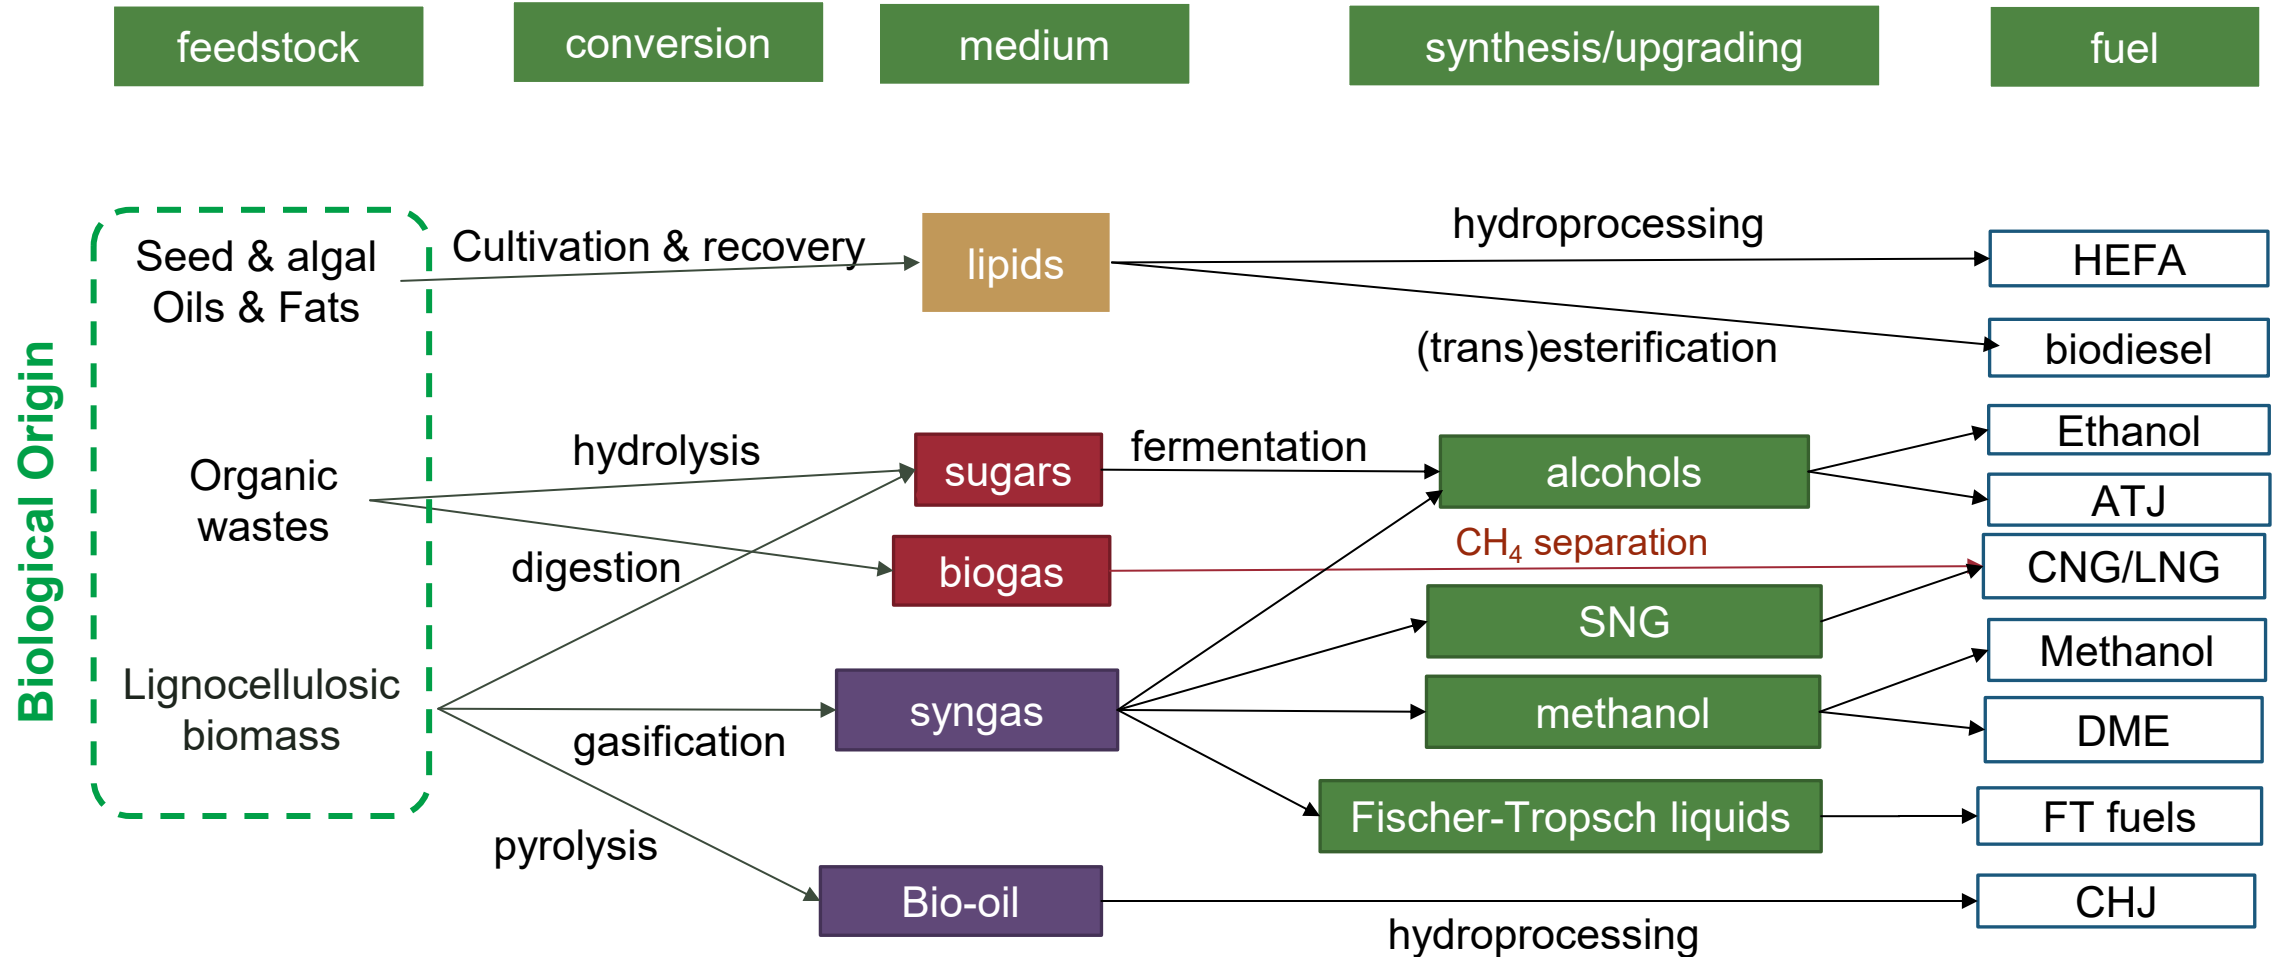 feedstock
conversion
medium
synthesis/upgrading
fuel
Biological Origin
Seed & algal
Oils & Fats
Cultivation & recovery
lipids
hydroprocessing
HEFA
(trans)esterification
biodiesel
Organic
wastes
hydrolysis
digestion
sugars
fermentation
alcohols
Ethanol
ATJ
biogas
CH₄ separation
CNG/LNG
SNG
Lignocellulosic
biomass
gasification
syngas
methanol
Methanol
DME
Fischer-Tropsch liquids
FT fuels
pyrolysis
Bio-oil
hydroprocessing
CHJ